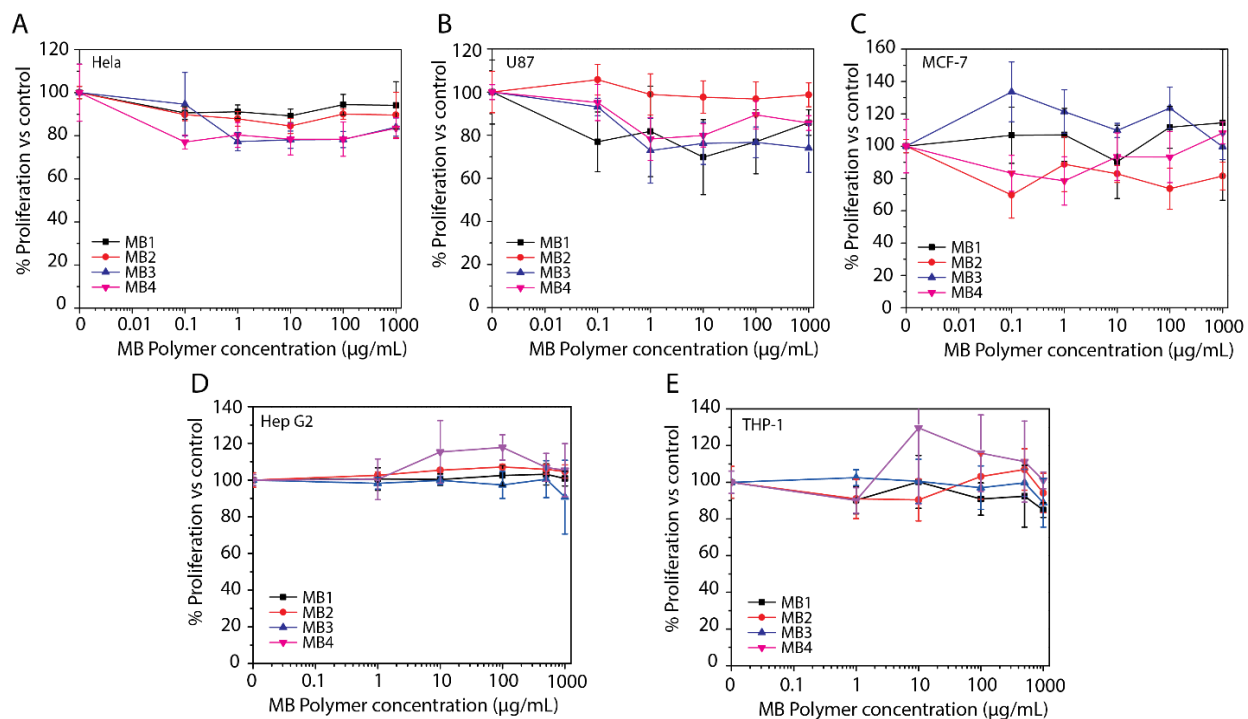 A
Hela
% Proliferation vs control
120
100
80
60
40
20
0
MB1
MB2
MB3
MB4
0 0.01 0.1 1 10 100 1000
MB Polymer concentration (µg/mL)
B
U87
% Proliferation vs control
120
100
80
60
40
20
0
MB1
MB2
MB3
MB4
0 0.01 0.1 1 10 100 1000
MB Polymer concentration (µg/mL)
C
MCF-7
% Proliferation vs control
160
140
120
100
80
60
40
20
0
MB1
MB2
MB3
MB4
0 0.01 0.1 1 10 100 1000
MB Polymer concentration (µg/mL)
D
Hep G2
% Proliferation vs control
140
120
100
80
60
40
20
0
MB1
MB2
MB3
MB4
0 0.1 1 10 100 1000
MB Polymer concentration (µg/mL)
E
THP-1
% Proliferation vs control
140
120
100
80
60
40
20
0
MB1
MB2
MB3
MB4
0 0.1 1 10 100 1000
MB Polymer concentration (µg/mL)